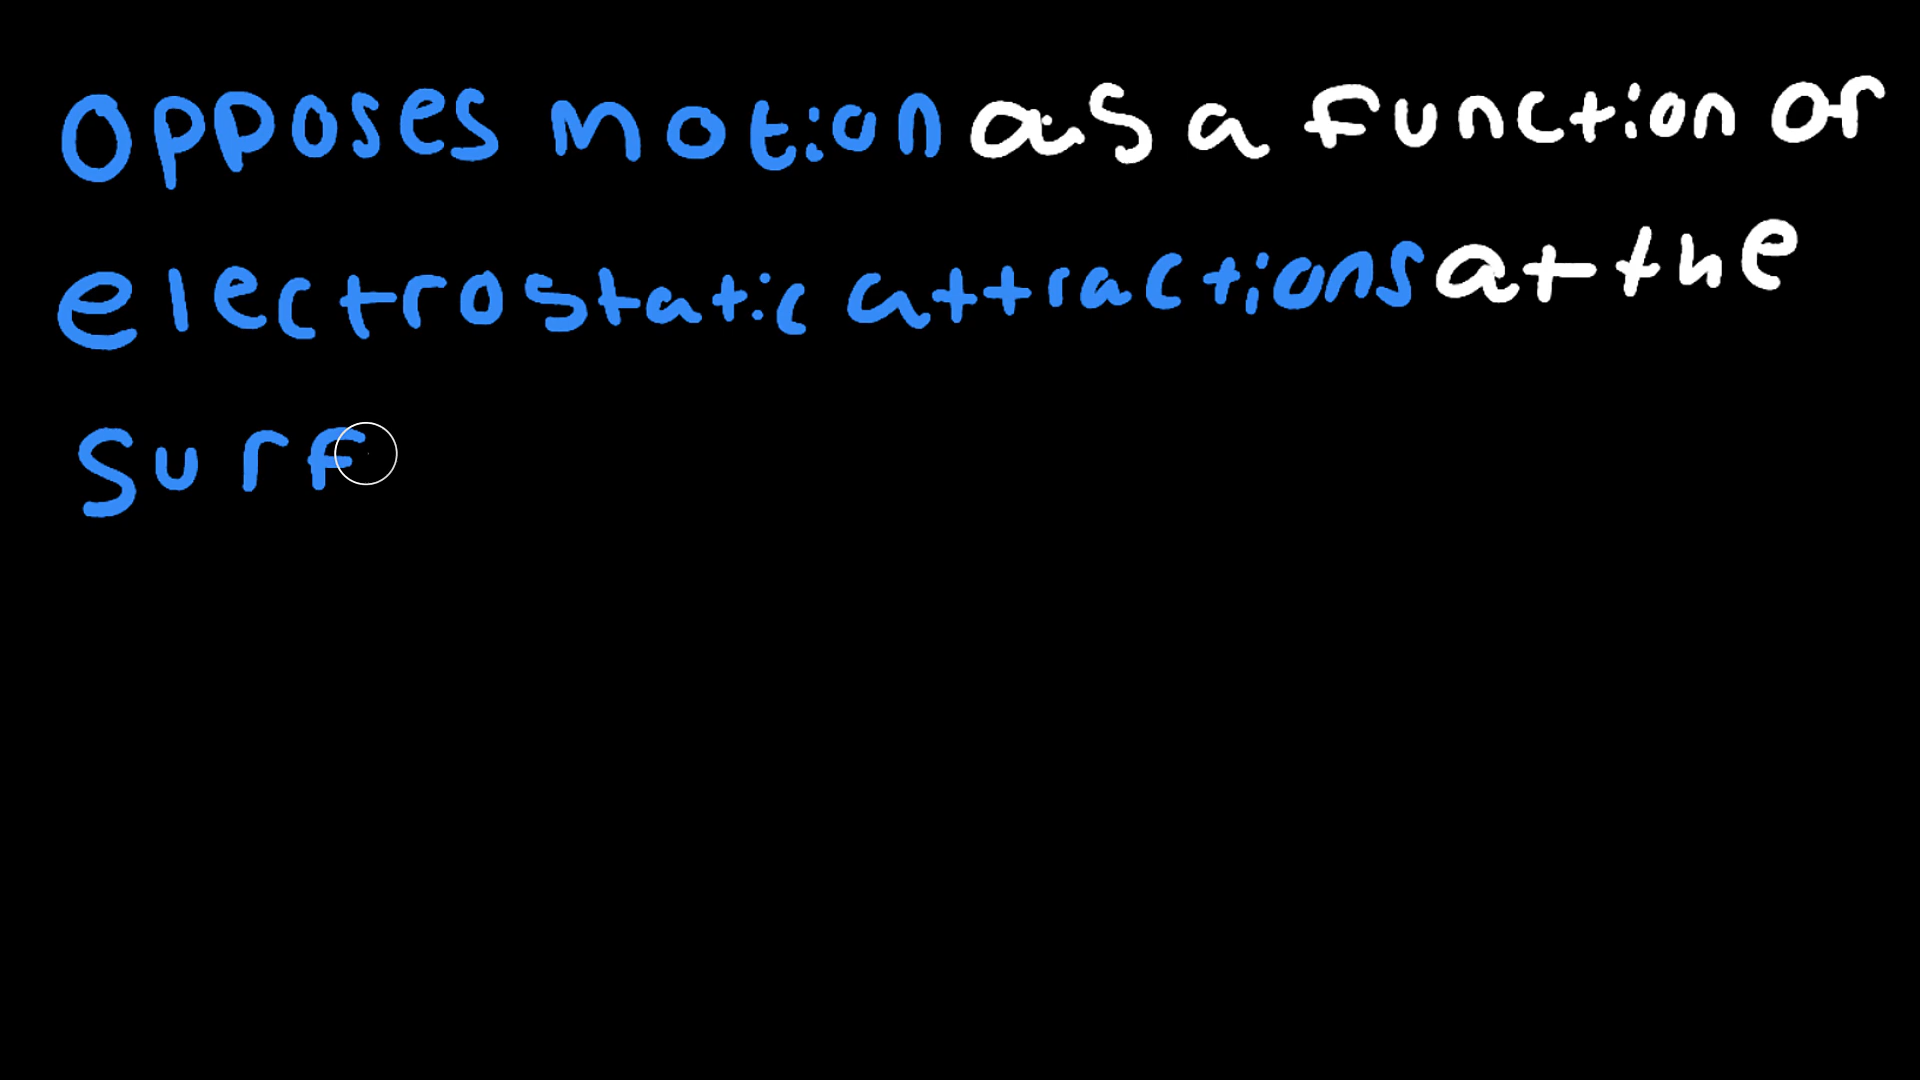 opposes motion as a function of
electrostatic attractions at the
surf